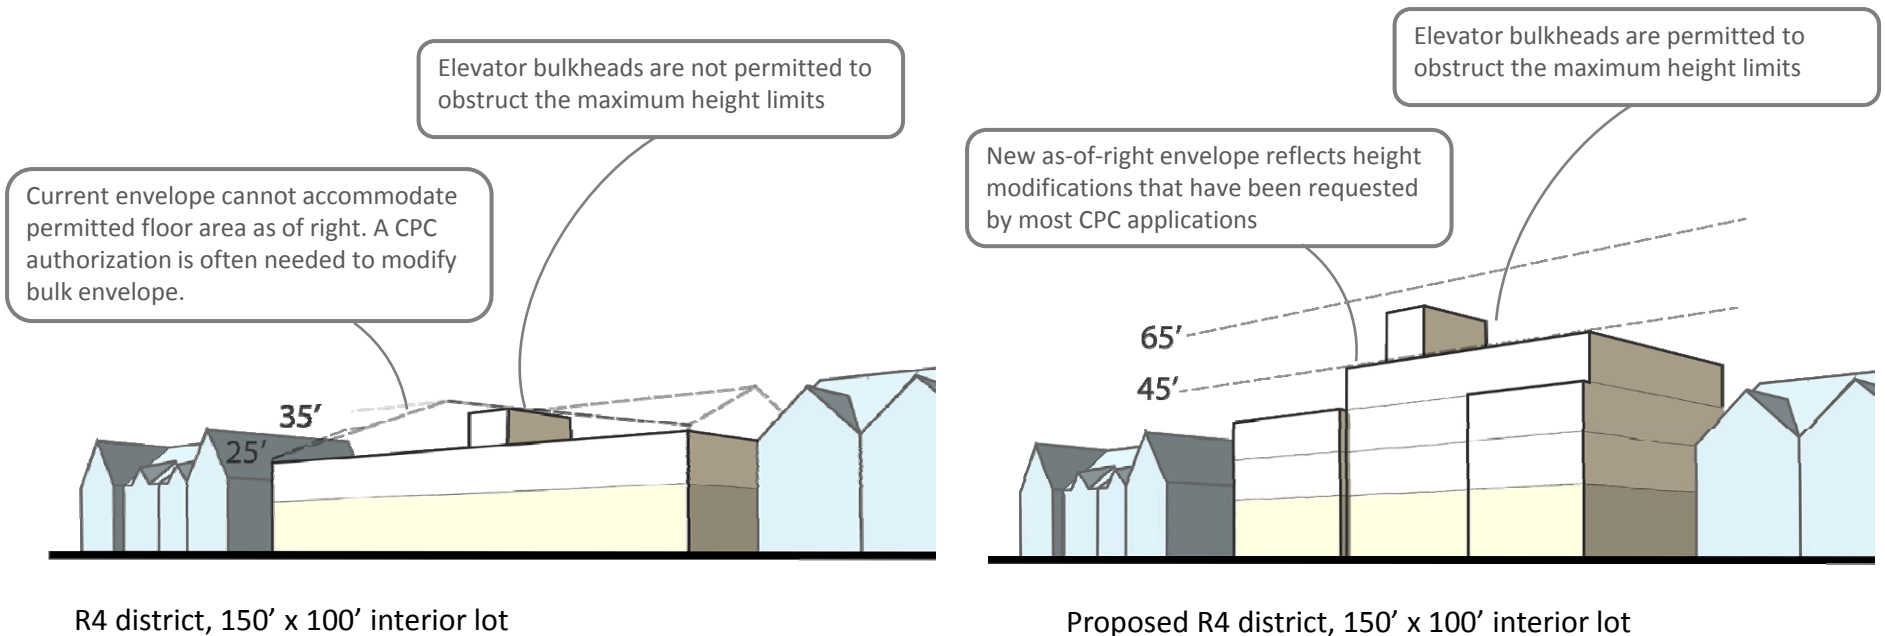 Elevator bulkheads are not permitted to
obstruct the maximum height limits
Current envelope cannot accommodate
permitted floor area as of right. A CPC
authorization is often needed to modify
bulk envelope.
35’
25’
R4 district, 150’ x 100’ interior lot
Elevator bulkheads are permitted to
obstruct the maximum height limits
New as-of-right envelope reflects height
modifications that have been requested
by most CPC applications
65’
45’
Proposed R4 district, 150’ x 100’ interior lot